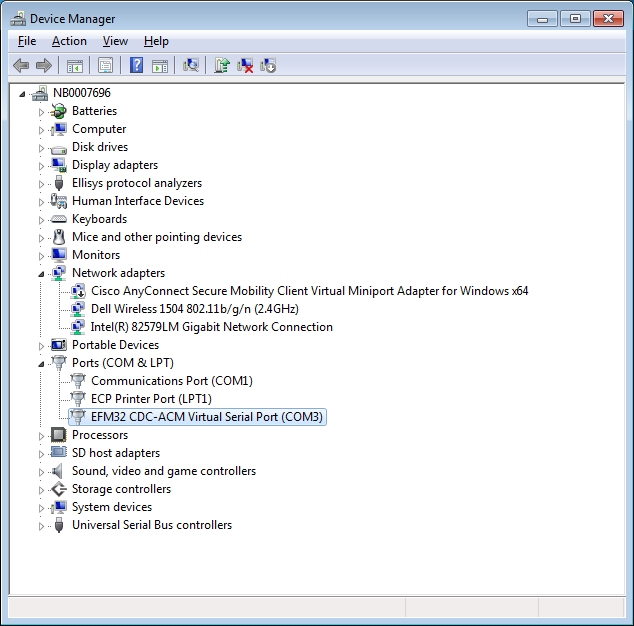 Device Manager
File Action View Help
NB0007696
Batteries
Computer
Disk drives
Display adapters
Ellisys protocol analyzers
Human Interface Devices
Keyboards
Mice and other pointing devices
Monitors
Network adapters
Cisco AnyConnect Secure Mobility Client Virtual Miniport Adapter for Windows x64
Dell Wireless 1504 802.11b/g/n (2.4GHz)
Intel(R) 82579LM Gigabit Network Connection
Portable Devices
Ports (COM & LPT)
Communications Port (COM1)
ECP Printer Port (LPT1)
EFM32 CDC-ACM Virtual Serial Port (COM3)
Processors
SD host adapters
Sound, video and game controllers
Storage controllers
System devices
Universal Serial Bus controllers